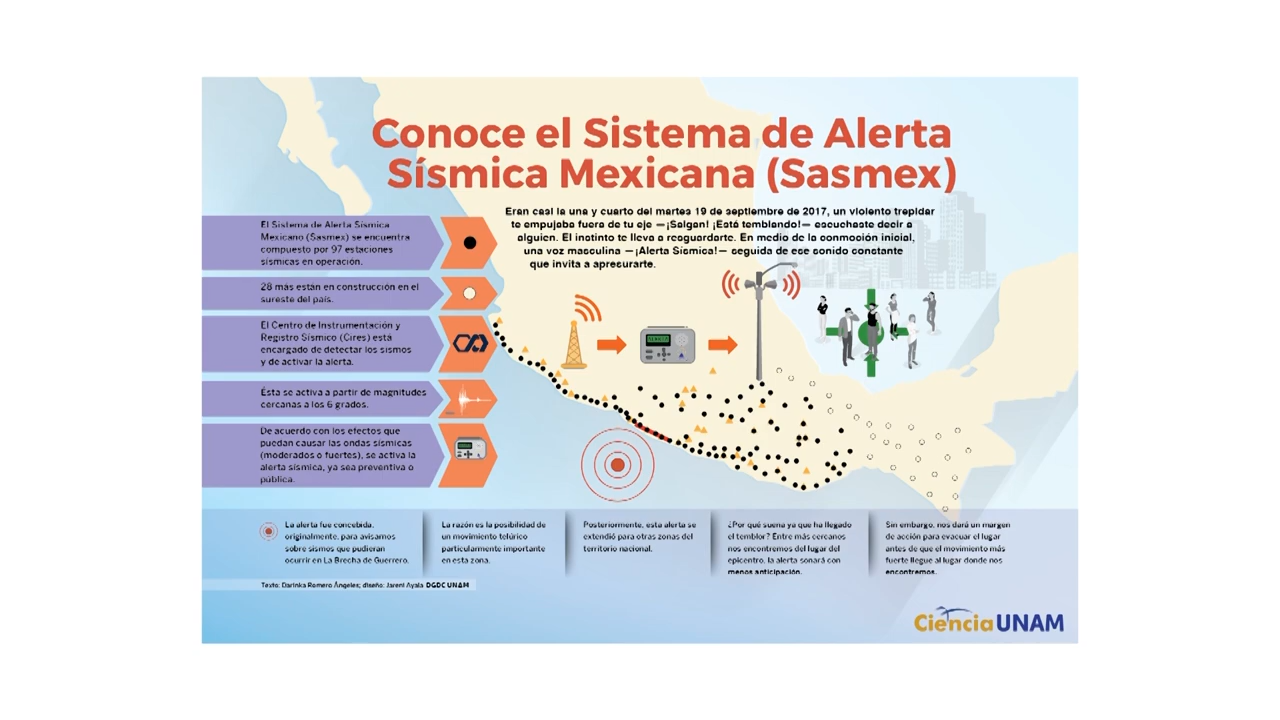 Conoce el Sistema de Alerta
Sísmica Mexicana (Sasmex)
Eran casi la una y cuarto del martes 19 de septiembre de 2017, un violento trepidar
te empujaba fuera de tu eje —¡Salgan! ¡Está temblando!— escuchaste decir a
alguien. El instinto te lleva a resguardarte. En medio de la conmoción inicial,
una voz masculina —¡Alerta Sísmica!— seguida de ese sonido constante
que invita a apresurarte.
El Sistema de Alerta Sísmica
Mexicano (Sasmex) se encuentra
compuesto por 97 estaciones
sísmicas en operación.
28 más están en construcción en el
sureste del país.
El Centro de Instrumentación y
Registro Sísmico (Cires) está
encargado de detectar los sismos
y de activar la alerta.
Ésta se activa a partir de magnitudes
cercanas a los 6 grados.
De acuerdo con los efectos que
puedan causar las ondas sísmicas
(moderados o fuertes), se activa la
alerta sísmica, ya sea preventiva o
pública.
La alerta fue concebida,
originalmente, para avisarnos
sobre sismos que pudieran
ocurrir en La Brecha de Guerrero.
La razón es la posibilidad de
un movimiento telúrico
particularmente importante
en esta zona.
Posteriormente, esta alerta se
extendió para otras zonas del
territorio nacional.
¿Por qué suena ya que ha llegado
el temblor? Entre más cercanos
nos encontremos del lugar del
epicentro, la alerta sonará con
menos anticipación.
Sin embargo, nos dará un margen
de acción para evacuar el lugar
antes de que el movimiento más
fuerte llegue al lugar donde nos
encontremos.
Texto: Darinka Romero Ángeles; diseño: Jareni Ayala DGDC UNAM
Ciencia UNAM